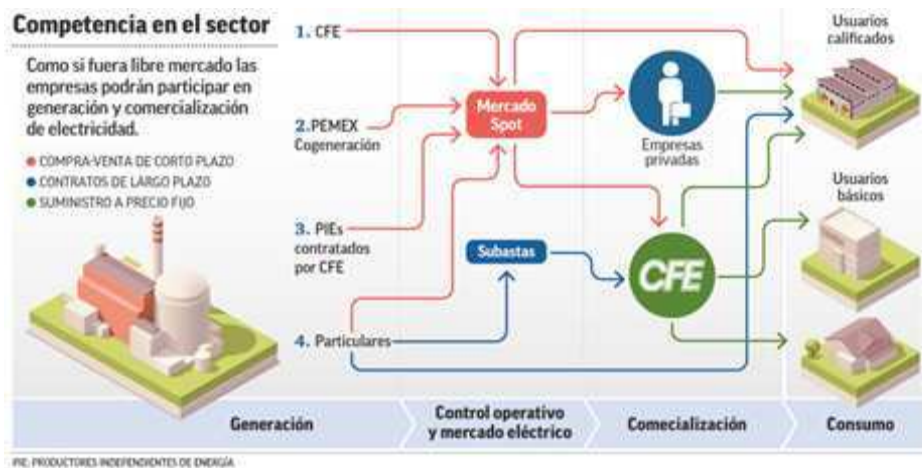 Competencia en el sector
Como si fuera libre mercado las
empresas podrán participar en
generación y comercialización
de electricidad.
COMPRA-VENTA DE CORTO PLAZO
CONTRATOS DE LARGO PLAZO
SUMINISTRO A PRECIO FIJO
1. CFE
2.PEMEX
Cogeneración
3. PIEs
contratados
por CFE
4. Particulares
Mercado
Spot
Subastas
Empresas
privadas
CFE
Usuarios
calificados
Usuarios
básicos
Generación
Control operativo
y mercado eléctrico
Comecialización
Consumo
PIE: PRODUCTORES INDEPENDIENTES DE ENERGÍA